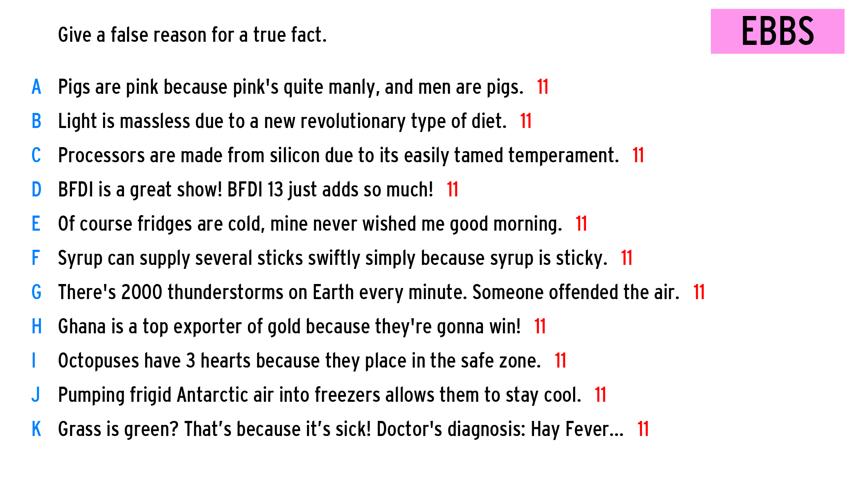 Give a false reason for a true fact.
EBBS
A Pigs are pink because pink's quite manly, and men are pigs. 11
B Light is massless due to a new revolutionary type of diet. 11
C Processors are made from silicon due to its easily tamed temperament. 11
D BFDI is a great show! BFDI 13 just adds so much! 11
E Of course fridges are cold, mine never wished me good morning. 11
F Syrup can supply several sticks swiftly simply because syrup is sticky. 11
G There's 2000 thunderstorms on Earth every minute. Someone offended the air. 11
H Ghana is a top exporter of gold because they're gonna win! 11
I Octopuses have 3 hearts because they place in the safe zone. 11
J Pumping frigid Antarctic air into freezers allows them to stay cool. 11
K Grass is green? That’s because it’s sick! Doctor's diagnosis: Hay Fever... 11